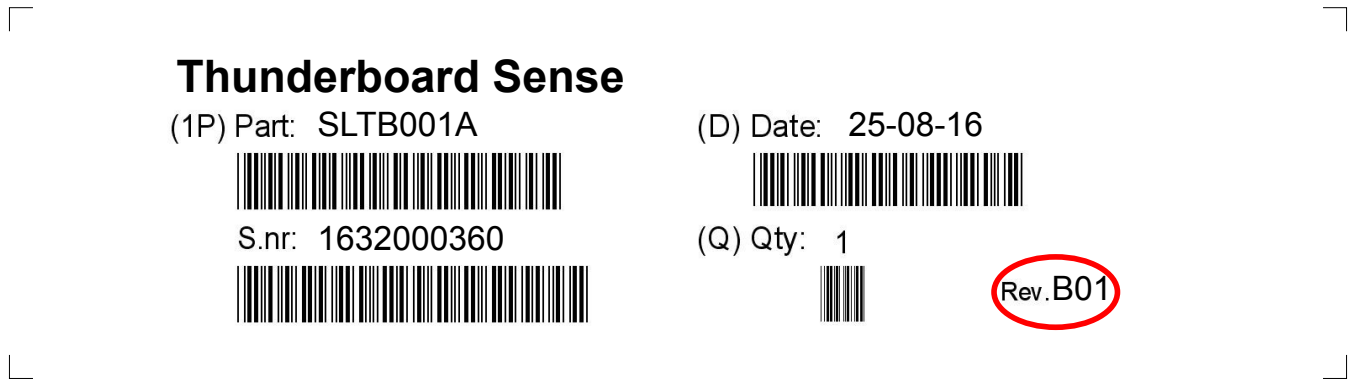 Thunderboard Sense
(1P) Part: SLTB001A
(D) Date: 25-08-16
S.nr: 1632000360
(Q) Qty: 1
Rev.B01